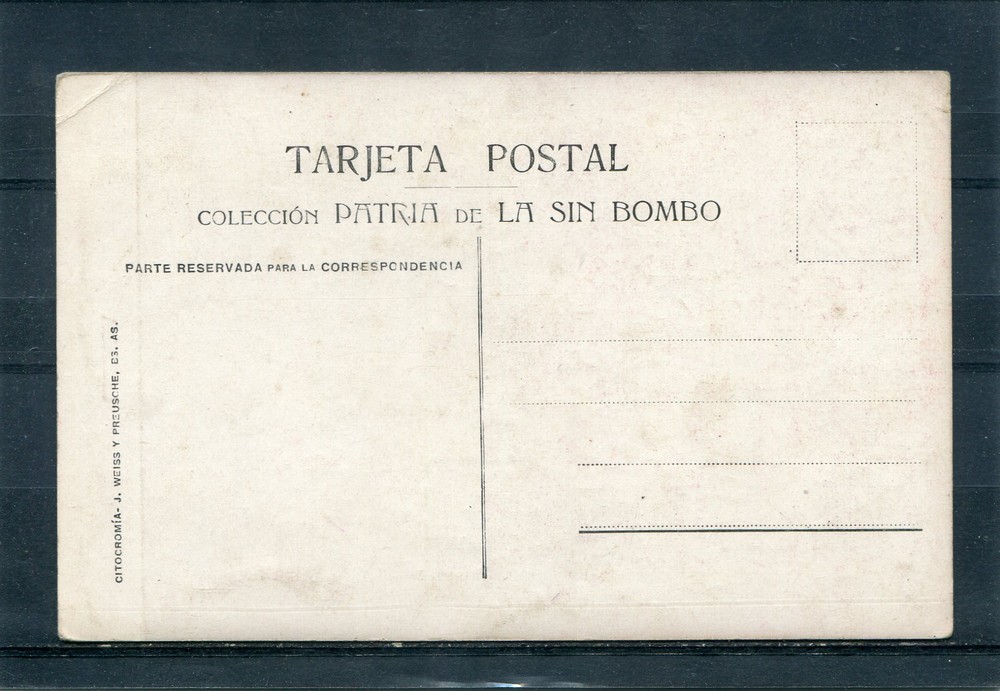 TARJETA POSTAL
COLECCIÓN PATRIA DE LA SIN BOMBO
PARTE RESERVADA PARA LA CORRESPONDENCIA
CITOCROMÍA- J. WEISS Y PREUSCHE, BS. AS.